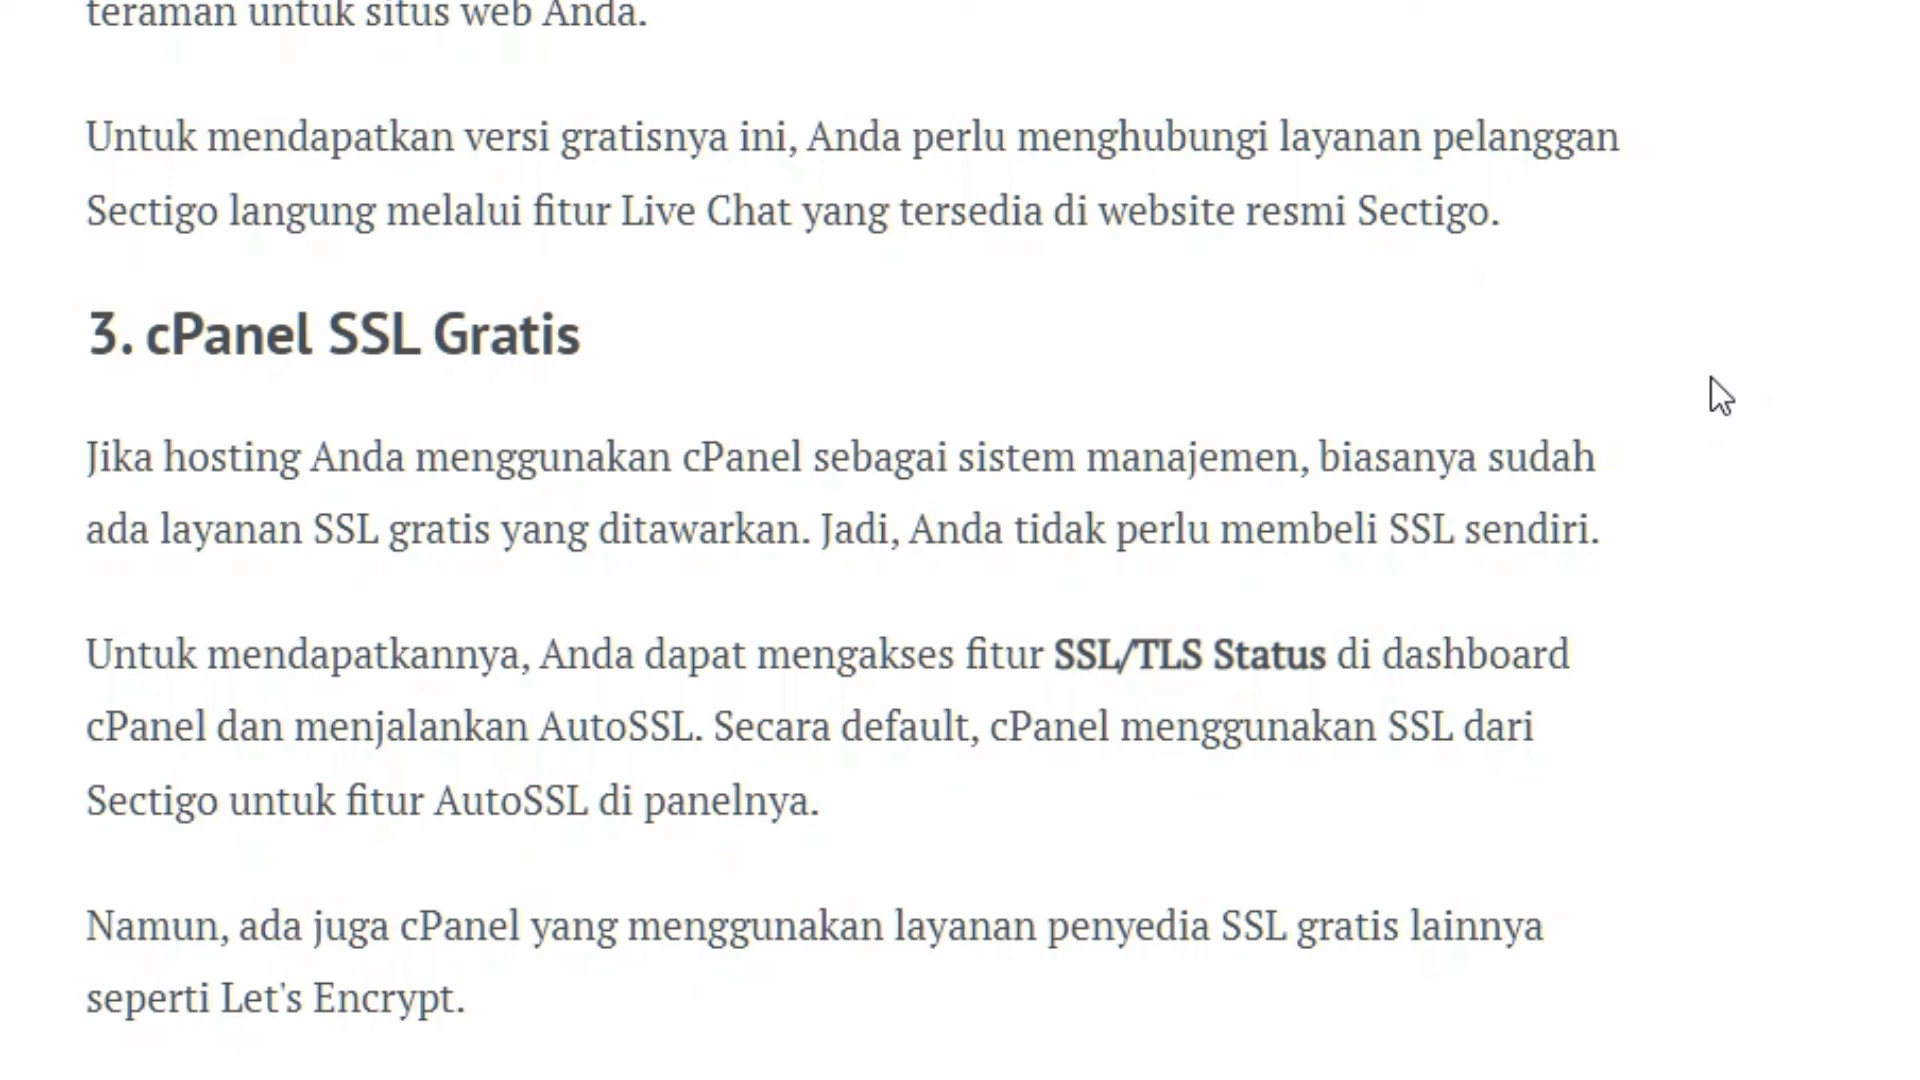 teraman untuk situs web Anda.
Untuk mendapatkan versi gratisnya ini, Anda perlu menghubungi layanan pelanggan
Sectigo langung melalui fitur Live Chat yang tersedia di website resmi Sectigo.
3. cPanel SSL Gratis
Jika hosting Anda menggunakan cPanel sebagai sistem manajemen, biasanya sudah
ada layanan SSL gratis yang ditawarkan. Jadi, Anda tidak perlu membeli SSL sendiri.
Untuk mendapatkannya, Anda dapat mengakses fitur SSL/TLS Status di dashboard
cPanel dan menjalankan AutoSSL. Secara default, cPanel menggunakan SSL dari
Sectigo untuk fitur AutoSSL di panelnya.
Namun, ada juga cPanel yang menggunakan layanan penyedia SSL gratis lainnya
seperti Let's Encrypt.